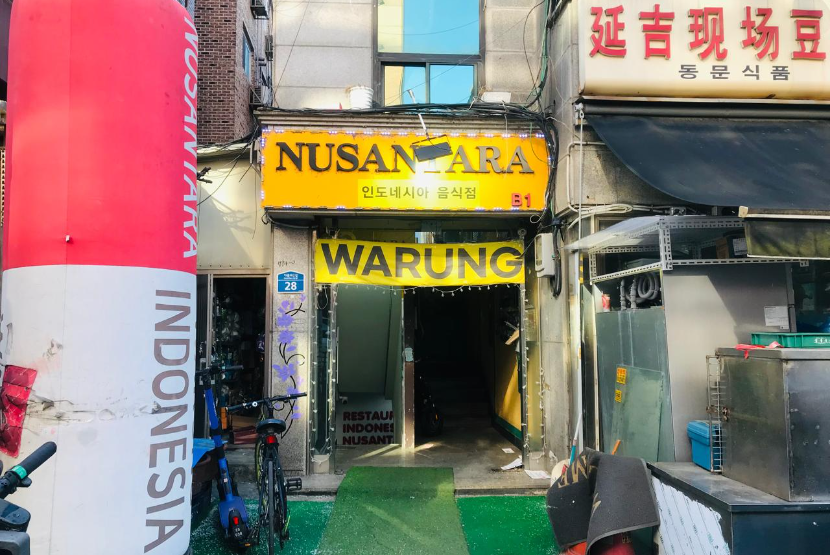 NUSANTARA
INDONESIA
NUSANTARA
인도네시아 음식점
B1
WARUNG
28
RESTAU
INDONES
NUSANT
延吉现场豆
동문식품